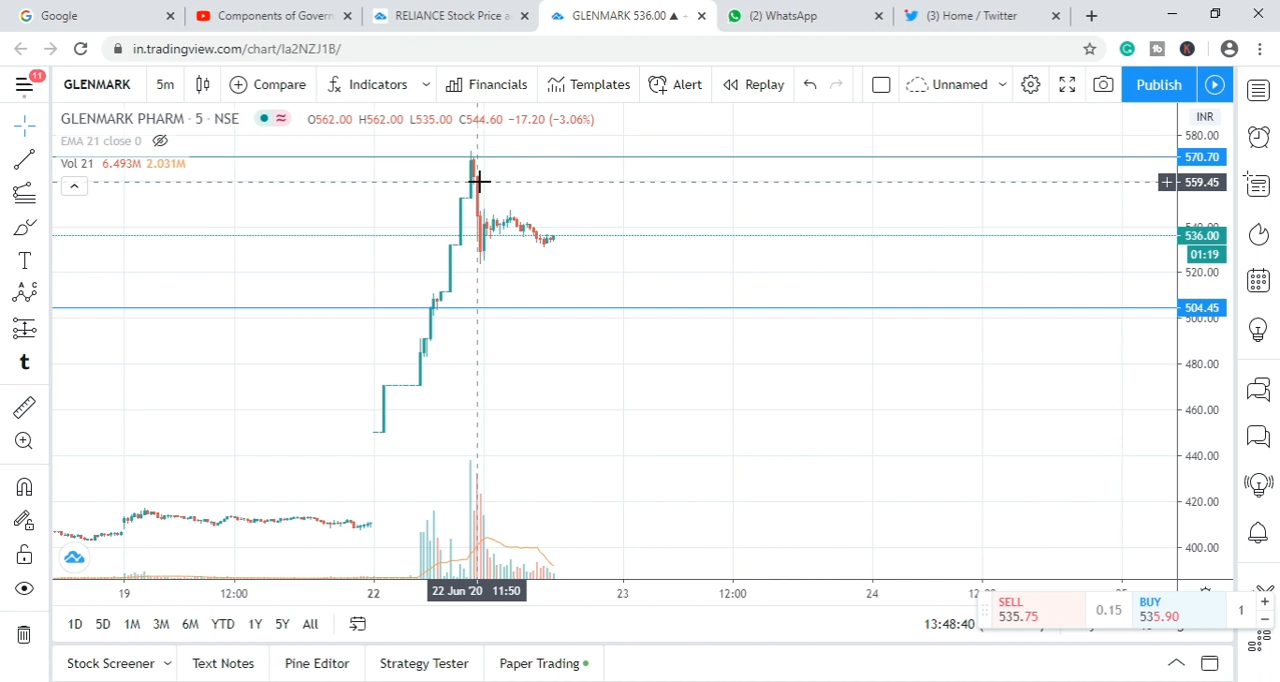 Google
Components of Govern
RELIANCE Stock Price a
GLENMARK 536.00 ▲
(2) WhatsApp
(3) Home / Twitter
in.tradingview.com/chart/Ia2NZJ1B/
11
GLENMARK
5m
Compare
Indicators
Financials
Templates
Alert
Replay
Unnamed
Publish
GLENMARK PHARM · 5 · NSE
O562.00 H562.00 L535.00 C544.60 −17.20 (−3.06%)
EMA 21 close 0
Vol 21 6.493M 2.031M
INR
580.00
570.70
559.45
536.00
01:19
520.00
504.45
500.00
480.00
460.00
440.00
420.00
400.00
19
12:00
22
22 Jun '20 11:50
23
12:00
24
SELL
535.75
0.15
BUY
535.90
1
1D
5D
1M
3M
6M
YTD
1Y
5Y
All
13:48:40
Stock Screener
Text Notes
Pine Editor
Strategy Tester
Paper Trading